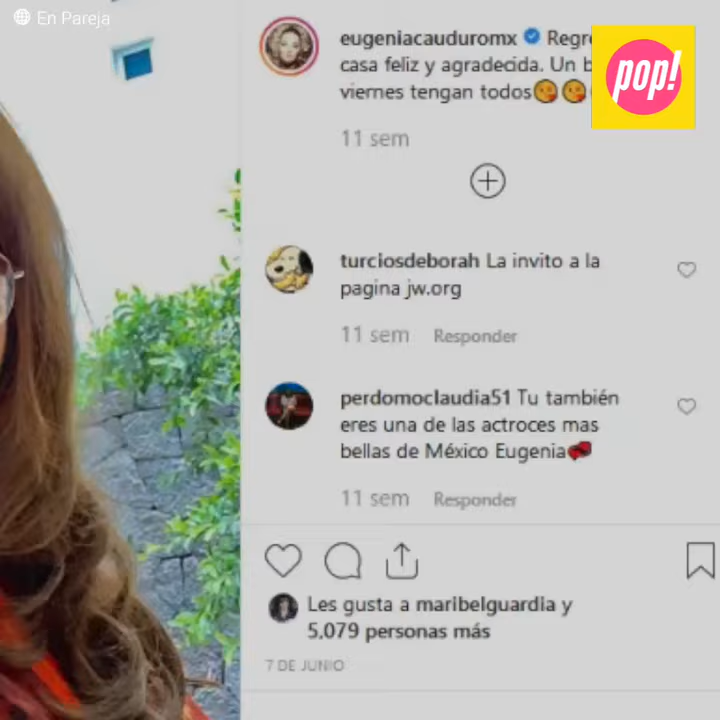 En Pareja
eugeniacauduromx Regre
casa feliz y agradecida. Un b
viernes tengan todos
pop!
11 sem
turciosdeborah La invito a la
pagina jw.org
11 sem Responder
perdomoclaudia51 Tu también
eres una de las actroces mas
bellas de México Eugenia
11 sem Responder
Les gusta a maribelguardia y
5,079 personas más
7 DE JUNIO